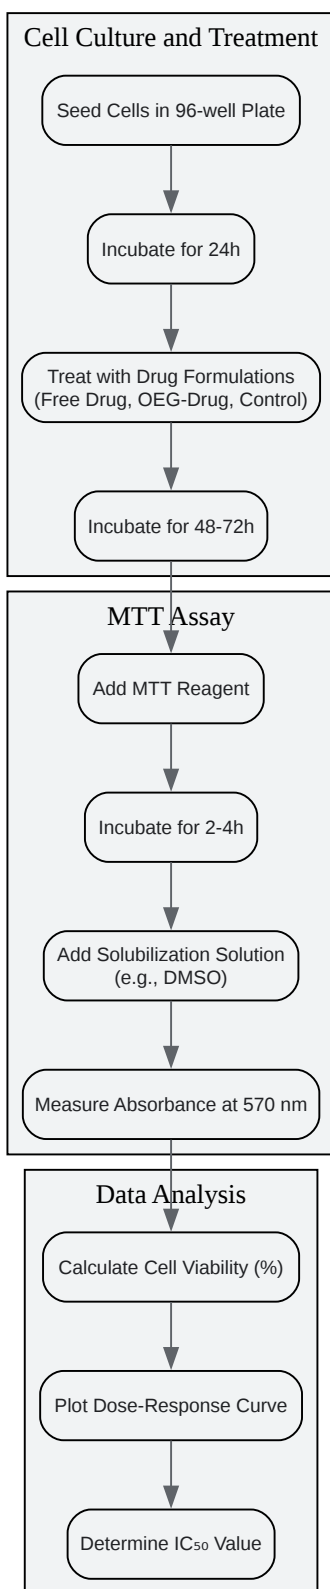 Cell Culture and Treatment
Seed Cells in 96-well Plate
Incubate for 24h
Treat with Drug Formulations
(Free Drug, OEG-Drug, Control)
Incubate for 48-72h
MTT Assay
Add MTT Reagent
Incubate for 2-4h
Add Solubilization Solution
(e.g., DMSO)
Measure Absorbance at 570 nm
Data Analysis
Calculate Cell Viability (%)
Plot Dose-Response Curve
Determine IC₅₀ Value